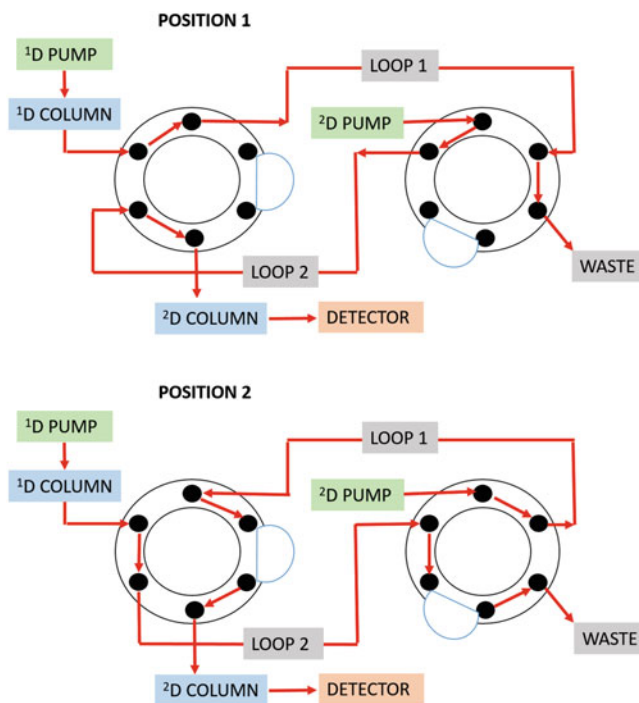 POSITION 1
¹D PUMP
LOOP 1
¹D COLUMN
²D PUMP
LOOP 2
WASTE
²D COLUMN
DETECTOR
POSITION 2
¹D PUMP
LOOP 1
¹D COLUMN
²D PUMP
LOOP 2
WASTE
²D COLUMN
DETECTOR